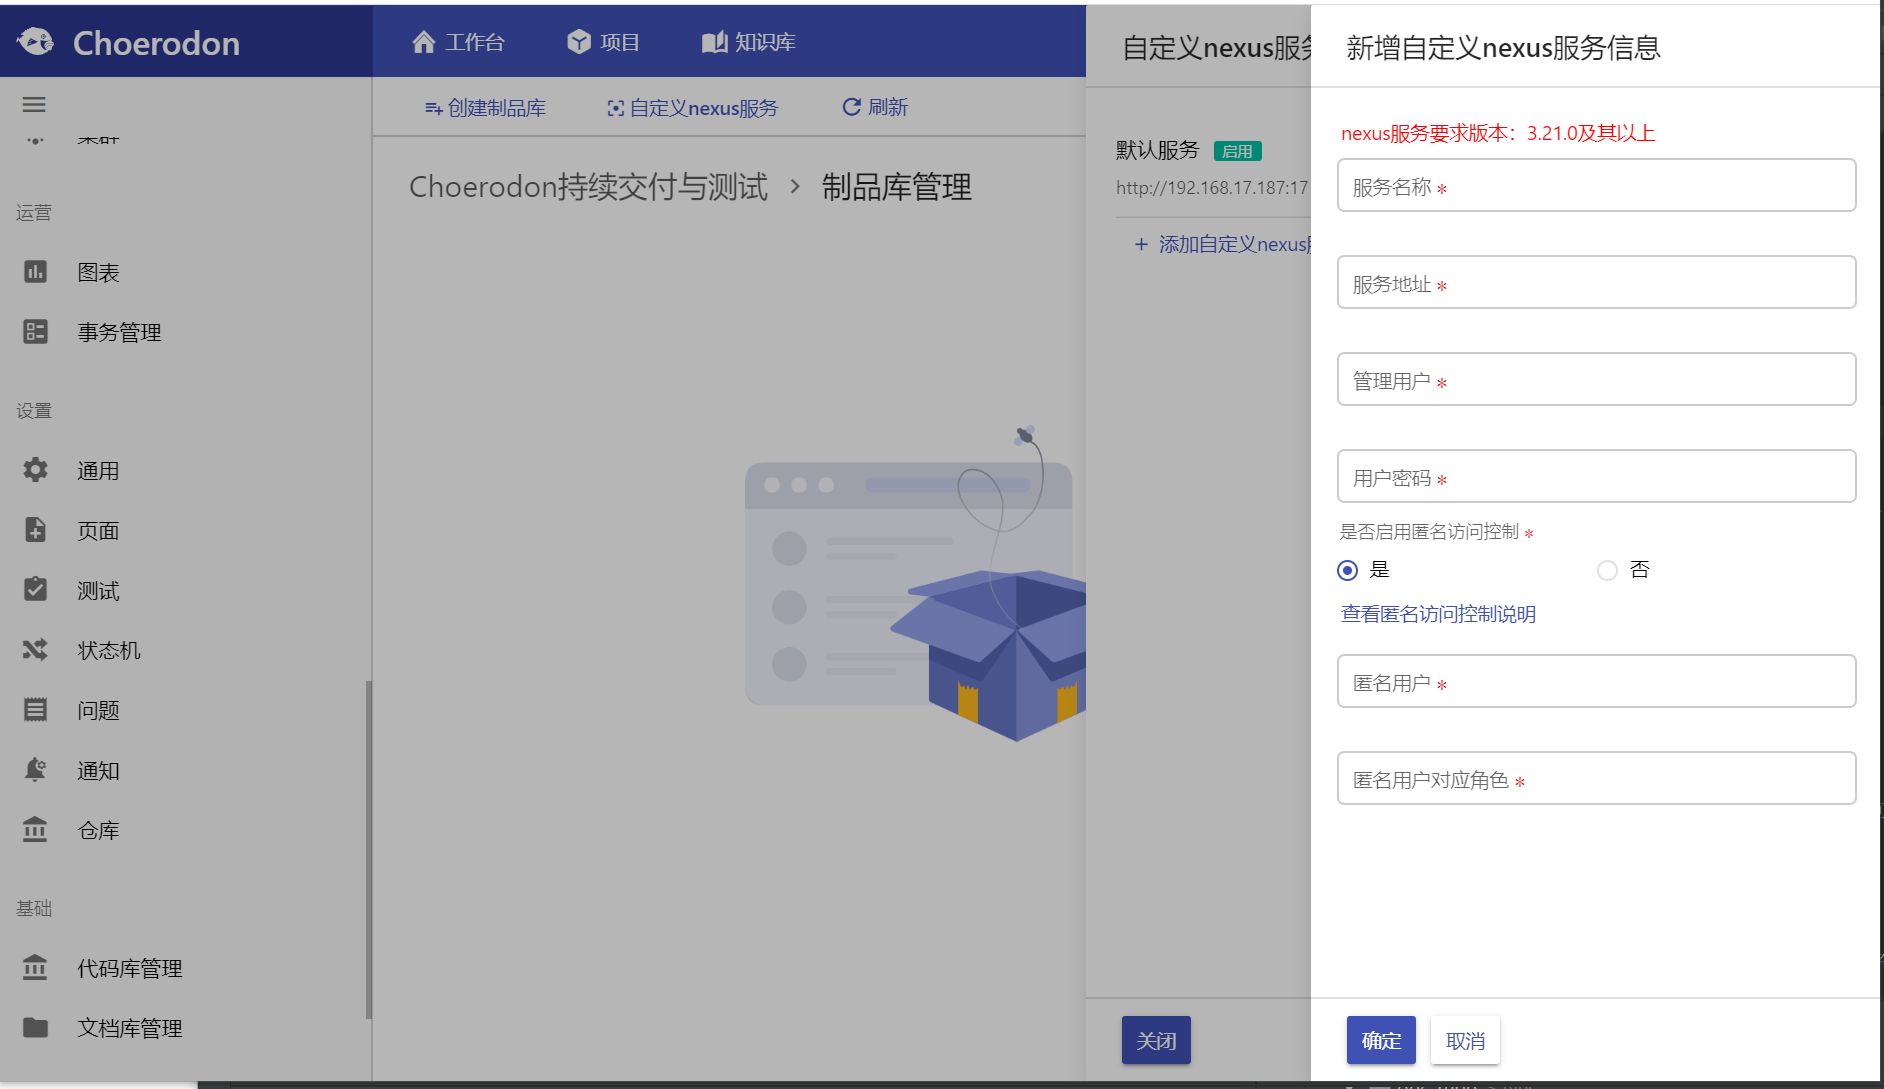 Choerodon
工作台
项目
知识库
创建制品库
自定义nexus服务
刷新
Choerodon持续交付与测试 > 制品库管理
集群
运营
图表
事务管理
设置
通用
页面
测试
状态机
问题
通知
仓库
基础
代码库管理
文档库管理
自定义nexus服务
默认服务 启用
http://192.168.17.187:17
+ 添加自定义nexus
关闭
新增自定义nexus服务信息
nexus服务要求版本：3.21.0及其以上
服务名称 *
服务地址 *
管理用户 *
用户密码 *
是否启用匿名访问控制 *
是
否
查看匿名访问控制说明
匿名用户 *
匿名用户对应角色 *
确定
取消